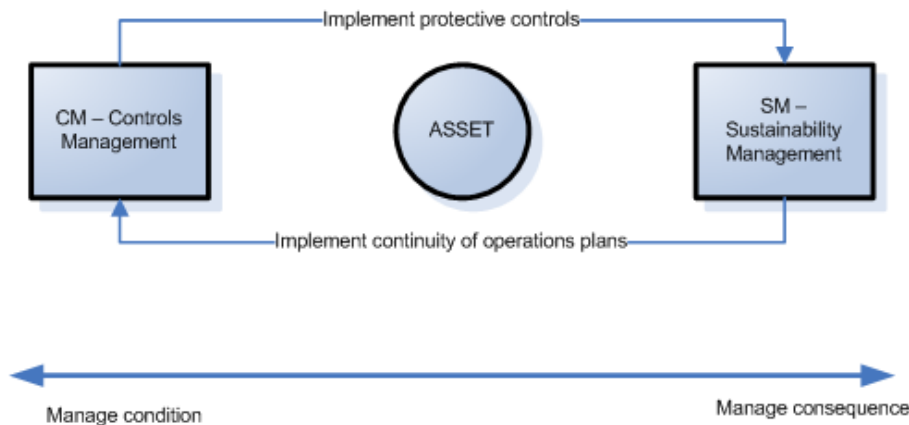 Implement protective controls
CM – Controls
Management
ASSET
SM –
Sustainability
Management
Implement continuity of operations plans
Manage condition
Manage consequence